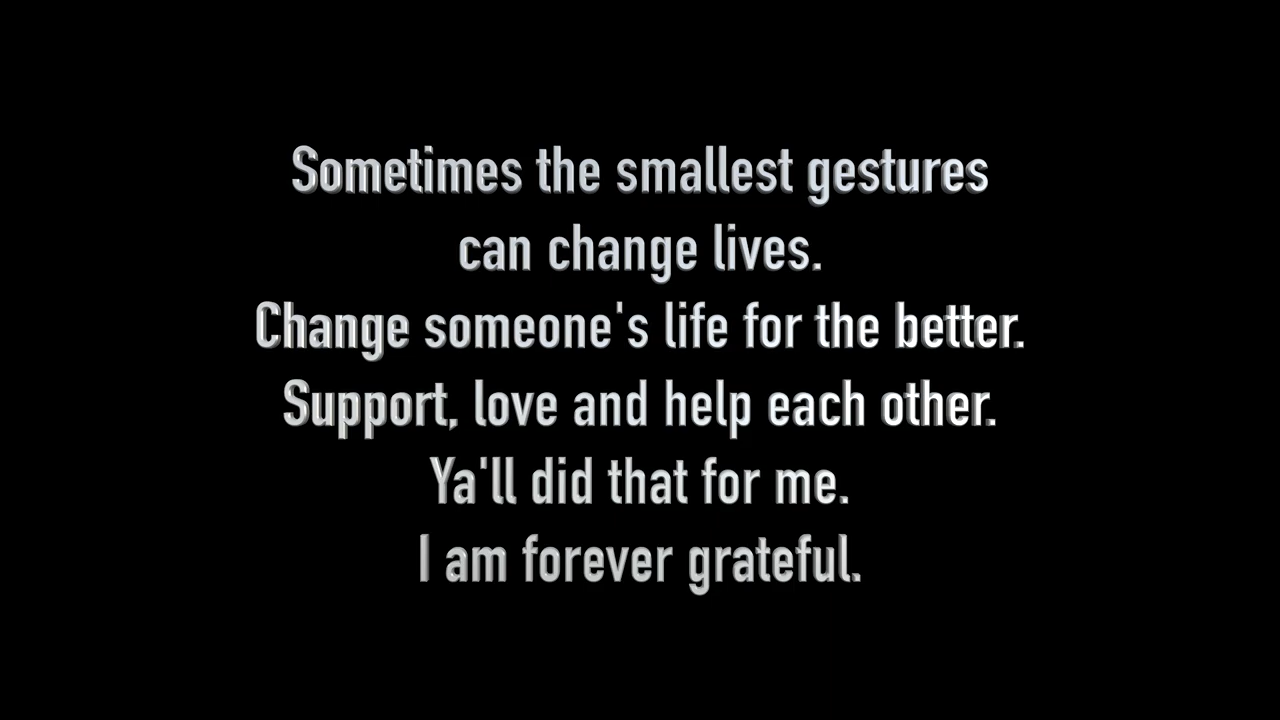 Sometimes the smallest gestures
can change lives.
Change someone's life for the better.
Support, love and help each other.
Ya'll did that for me.
I am forever grateful.